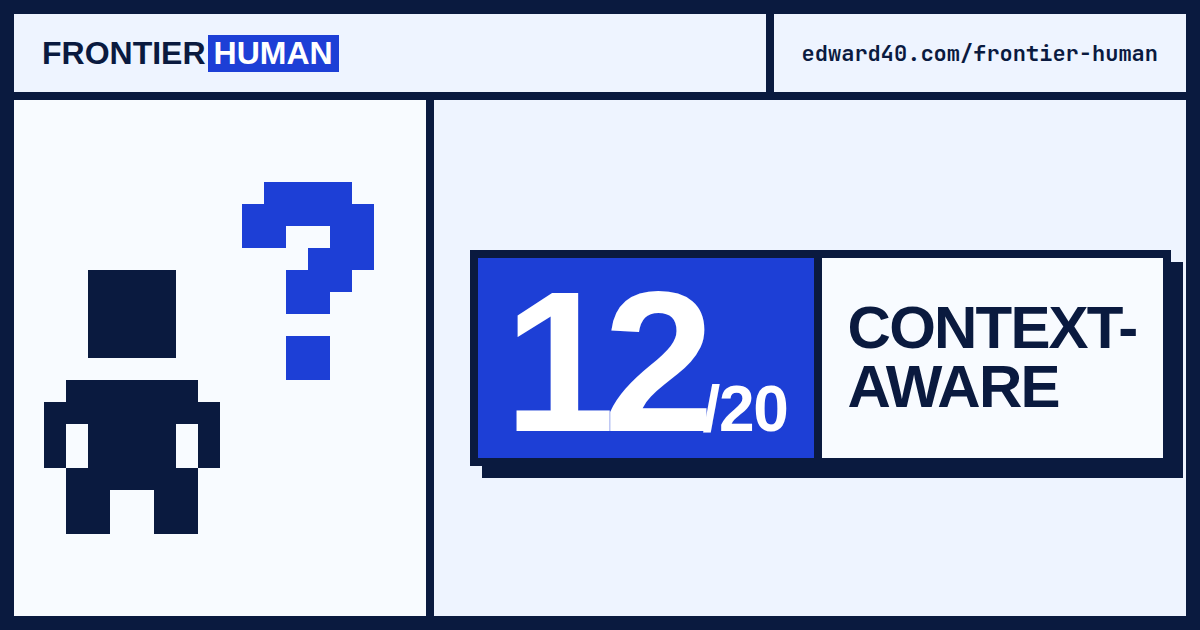 FRONTIER HUMAN
edward40.com/frontier-human
?
12/20
CONTEXT-
AWARE